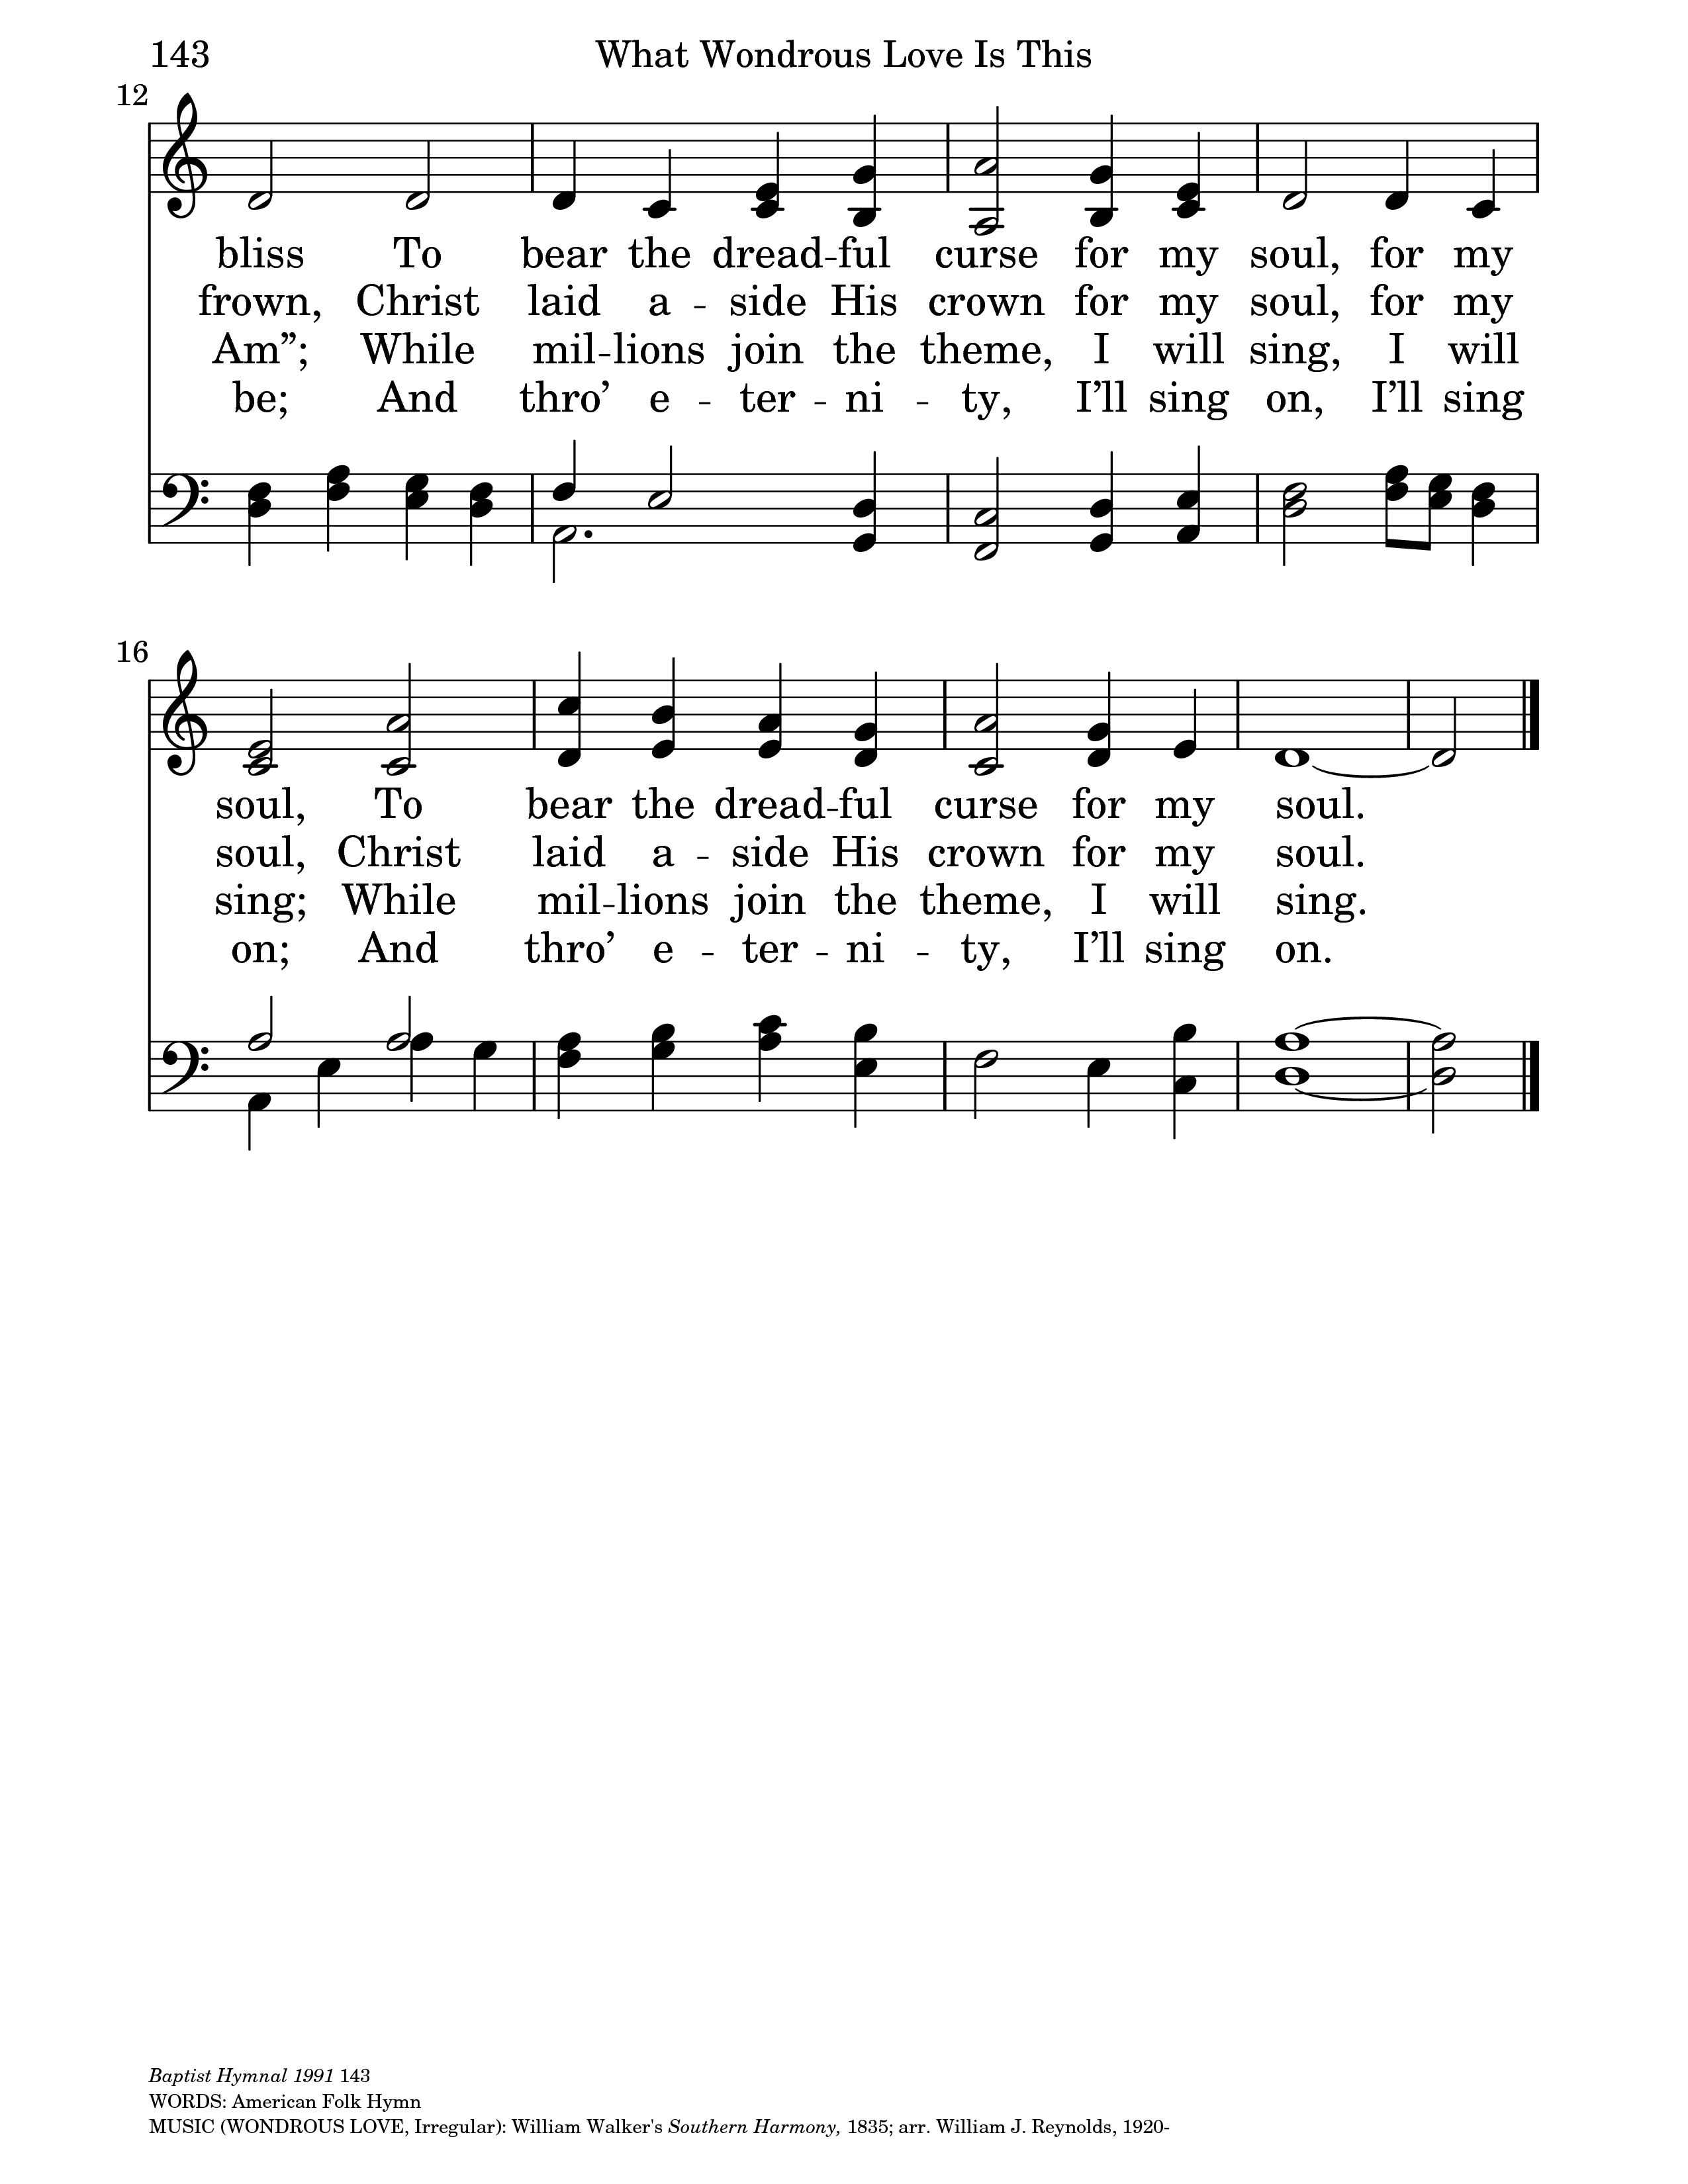 143 What Wondrous Love Is This
12
bliss To bear the dread -- ful curse for my soul, for my
frown, Christ laid a -- side His crown for my soul, for my
Am”; While mil -- lions join the theme, I will sing, I will
be; And thro’ e -- ter -- ni -- ty, I’ll sing on, I’ll sing
16
soul, To bear the dread -- ful curse for my soul.
soul, Christ laid a -- side His crown for my soul.
sing; While mil -- lions join the theme, I will sing.
on; And thro’ e -- ter -- ni -- ty, I’ll sing on.
Baptist Hymnal 1991 143
WORDS: American Folk Hymn
MUSIC (WONDROUS LOVE, Irregular): William Walker's Southern Harmony, 1835; arr. William J. Reynolds, 1920-